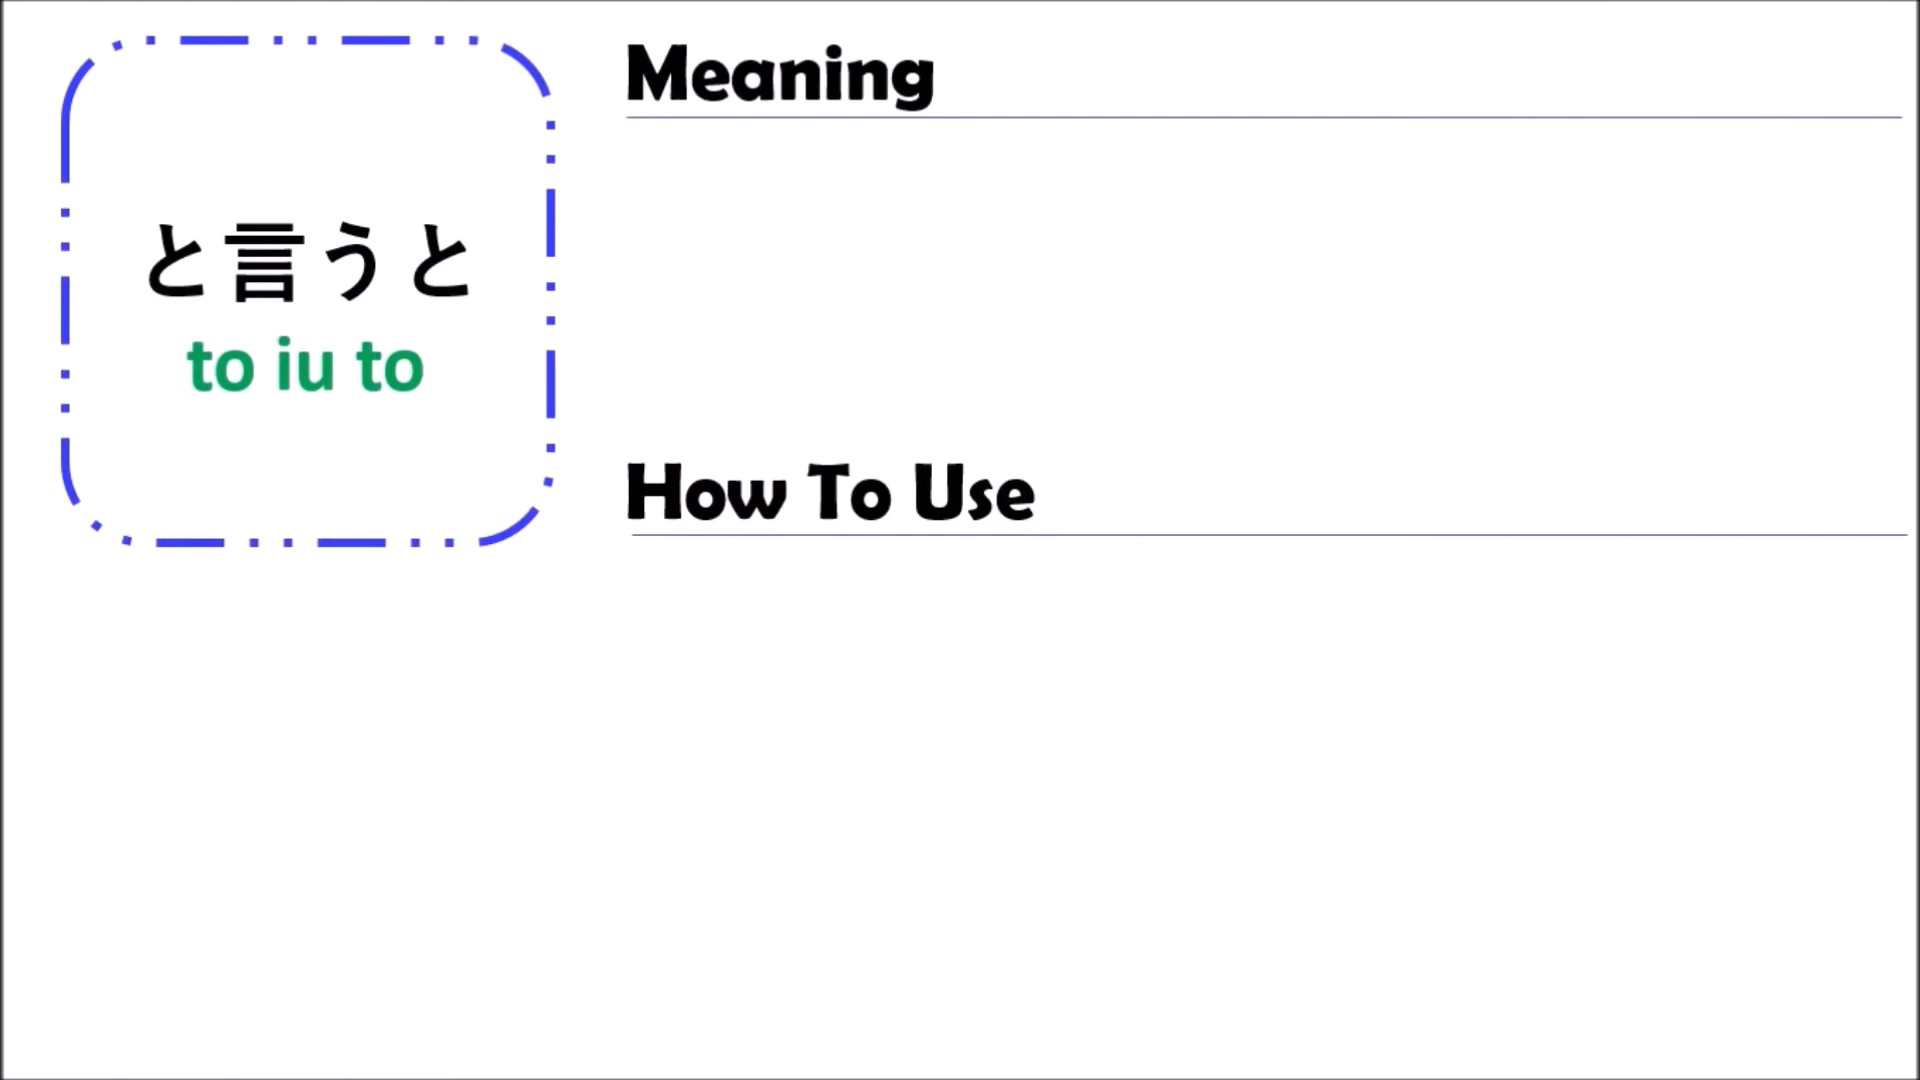 と言うと
to iu to
Meaning
How To Use